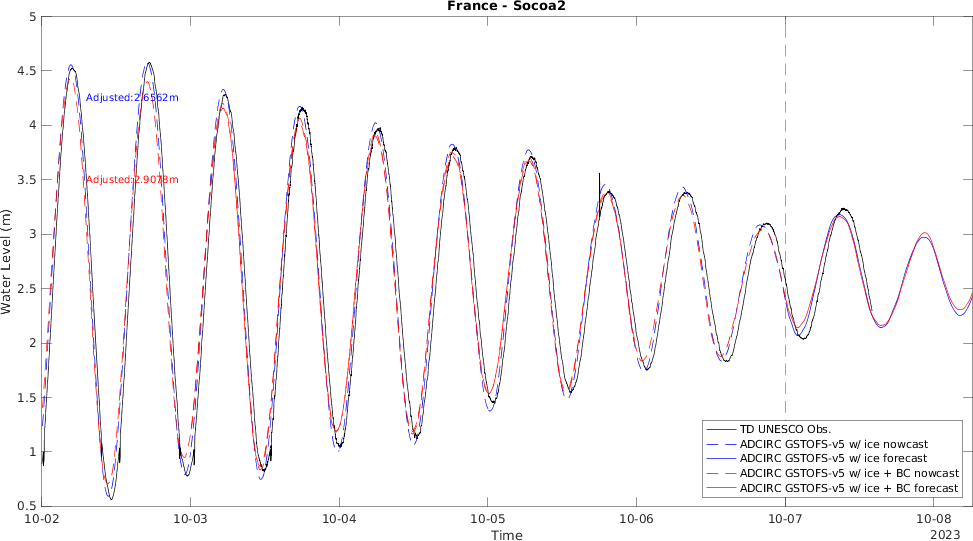 France - Socoa2
5
4.5
4
3.5
3
2.5
2
1.5
1
0.5
Water Level (m)
Adjusted:2.6562m
Adjusted:2.9078m
TD UNESCO Obs.
ADCIRC GSTOFS-v5 w/ ice nowcast
ADCIRC GSTOFS-v5 w/ ice forecast
ADCIRC GSTOFS-v5 w/ ice + BC nowcast
ADCIRC GSTOFS-v5 w/ ice + BC forecast
10-02 10-03 10-04 10-05 10-06 10-07 10-08
Time
2023